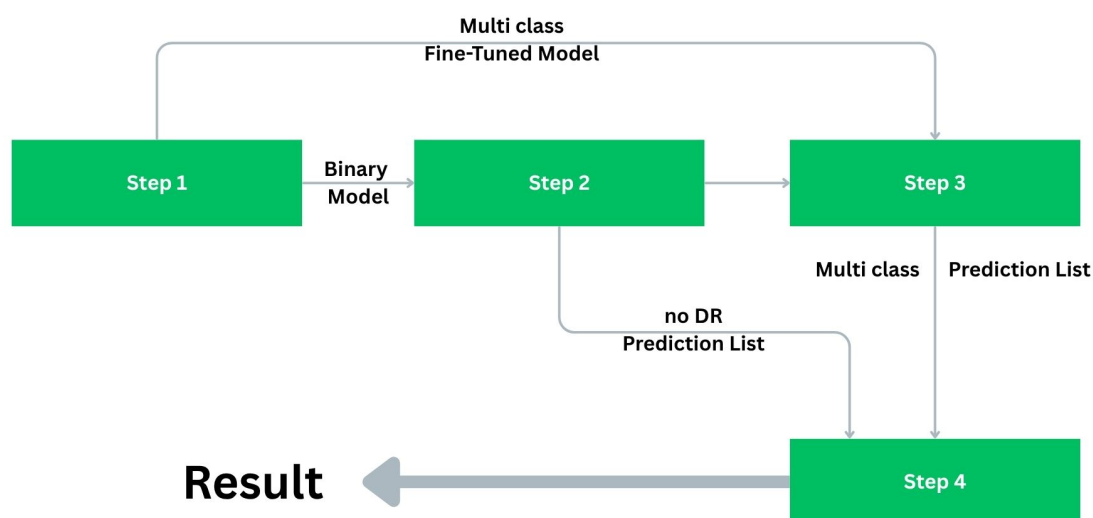 Multi class
Fine-Tuned Model
Step 1
Binary
Model
Step 2
Step 3
Multi class
Prediction List
no DR
Prediction List
Result
Step 4